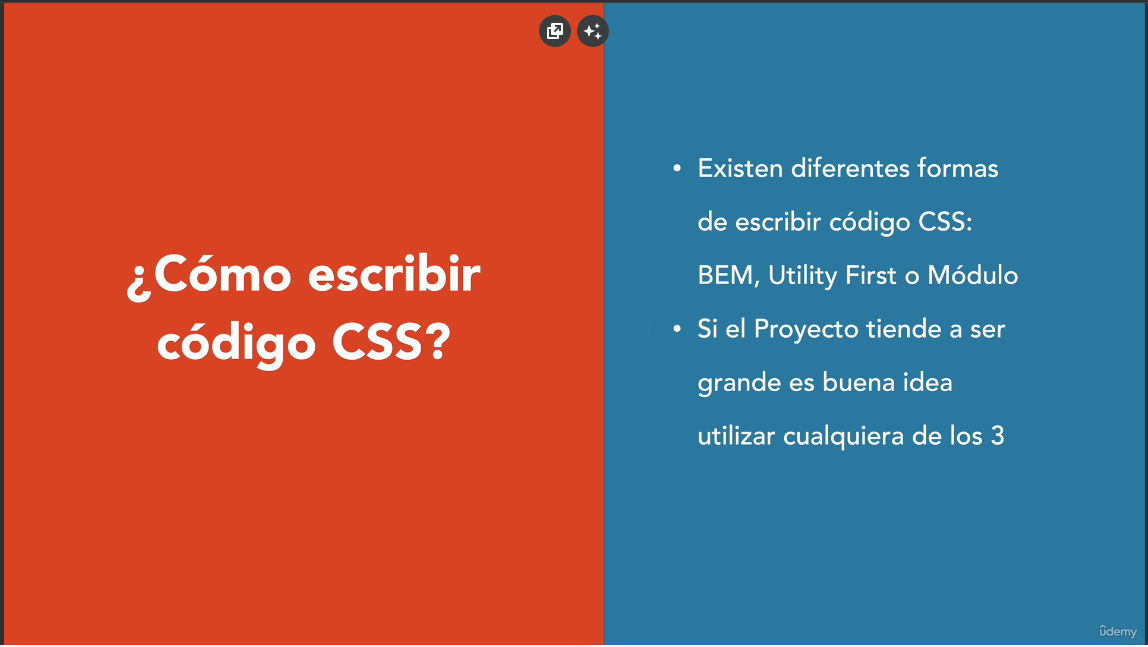 ¿Cómo escribir
código CSS?
• Existen diferentes formas
de escribir código CSS:
BEM, Utility First o Módulo
• Si el Proyecto tiende a ser
grande es buena idea
utilizar cualquiera de los 3
ûdemy